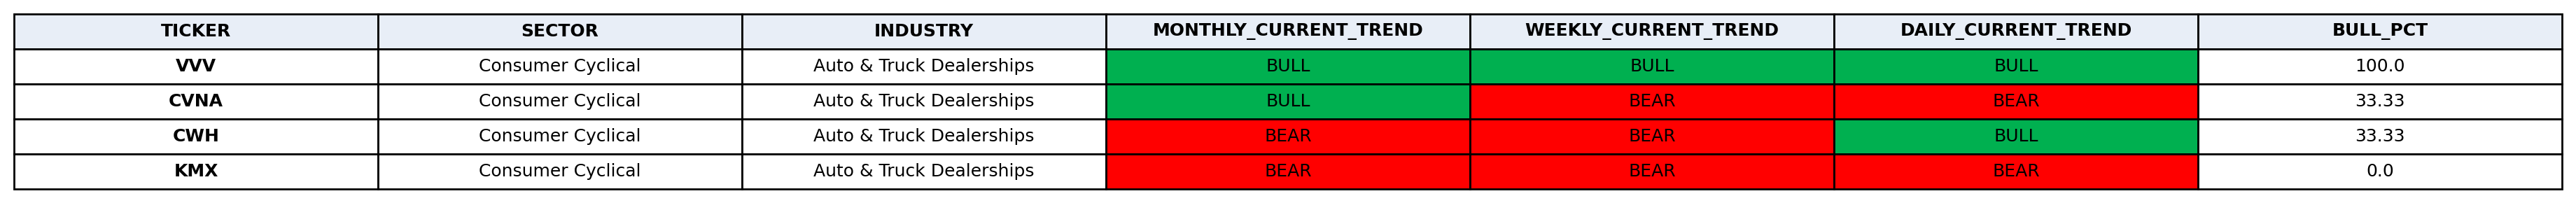 TICKER SECTOR INDUSTRY MONTHLY_CURRENT_TREND WEEKLY_CURRENT_TREND DAILY_CURRENT_TREND BULL_PCT
VVV Consumer Cyclical Auto & Truck Dealerships BULL BULL BULL 100.0
CVNA Consumer Cyclical Auto & Truck Dealerships BULL BEAR BEAR 33.33
CWH Consumer Cyclical Auto & Truck Dealerships BEAR BEAR BULL 33.33
KMX Consumer Cyclical Auto & Truck Dealerships BEAR BEAR BEAR 0.0